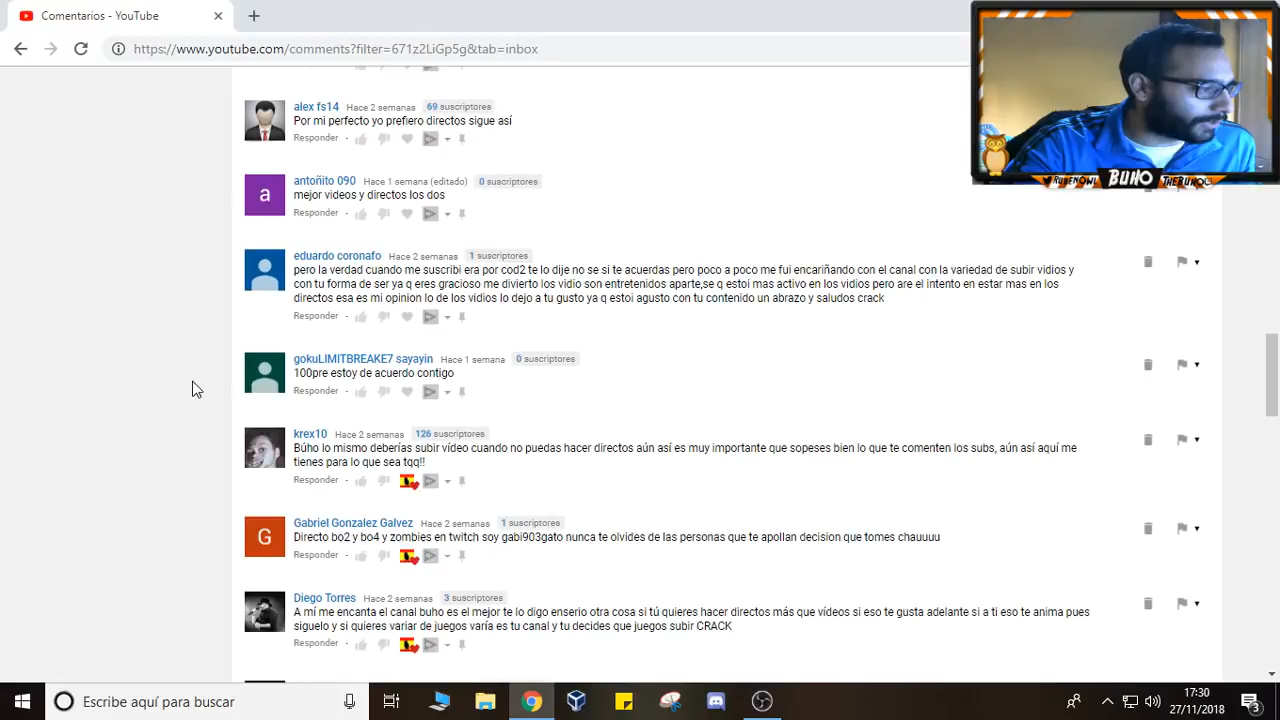 Comentarios - YouTube
https://www.youtube.com/comments?filter=671z2LiGp5g&tab=inbox
RUBENOWL BUHO
alex fs14 Hace 2 semanas 69 suscriptores
Por mi perfecto yo prefiero directos sigue así
Responder
a
antoñito 090 Hace 1 semana (editado) 0 suscriptores
mejor videos y directos los dos
Responder
eduardo coronafo Hace 2 semanas 1 suscriptores
pero la verdad cuando me suscribi era por cod2 te lo dije no se si te acuerdas pero poco a poco me fui encariñando con el canal con la variedad de subir vidios y
con tu forma de ser ya q eres gracioso me divierto los vidio son entretenidos aparte,se q estoi mas activo en los vidios pero are el intento en estar mas en los
directos esa es mi opinion lo de los vidios lo dejo a tu gusto ya q estoi agusto con tu contenido un abrazo y saludos crack
Responder
gokuLIMITBREAKE7 sayayin Hace 1 semana 0 suscriptores
100pre estoy de acuerdo contigo
Responder
krex10 Hace 2 semanas 126 suscriptores
Búho lo mismo deberías subir vídeo cuando no puedas hacer directos aún así es muy importante que sopeses bien lo que te comenten los subs, aún así aquí me
tienes para lo que sea tqq!!
Responder
G
Gabriel Gonzalez Galvez Hace 2 semanas 1 suscriptores
Directo bo2 y bo4 y zombies en twitch soy gabi903gato nunca te olvides de las personas que te apollan decision que tomes chauuuu
Responder
Diego Torres Hace 2 semanas 3 suscriptores
A mí me encanta el canal buho es el mejor te lo digo enserio otra cosa si tú quieres hacer directos más que vídeos si eso te gusta adelante si a ti eso te anima pues
siguelo y si quieres variar de juegos varía es tu canal y tu decides que juegos subir CRACK
Responder
Escribe aquí para buscar
17:30
27/11/2018
3